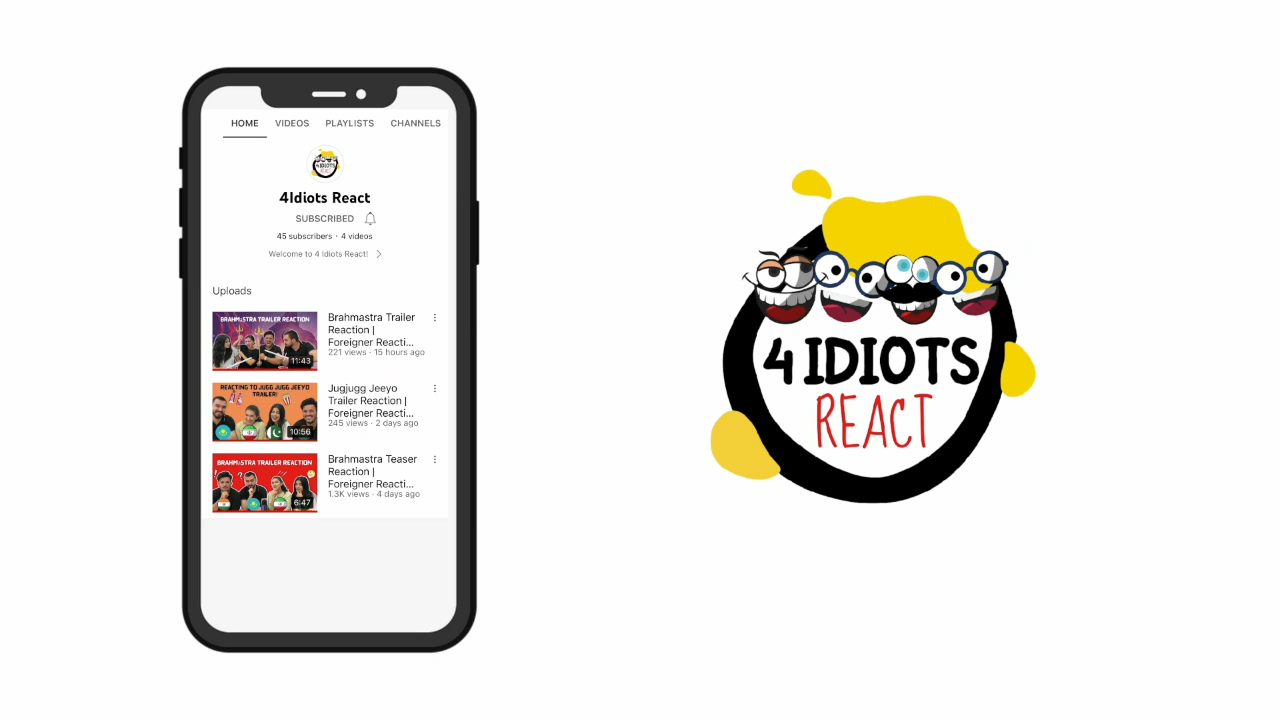 HOME VIDEOS PLAYLISTS CHANNELS
4 IDIOTS
REACT
4Idiots React
SUBSCRIBED
45 subscribers · 4 videos
Welcome to 4 Idiots React!
Uploads
BRAHMASTRA TRAILER REACTION
11:43
Brahmastra Trailer
Reaction |
Foreigner Reacti...
221 views · 15 hours ago
REACTING TO JUGG JUGG JEEYO
TRAILER!
10:56
Jugjugg Jeeyo
Trailer Reaction |
Foreigner Reacti...
245 views · 2 days ago
BRAHMASTRA TRAILER REACTION
6:47
Brahmastra Teaser
Reaction |
Foreigner Reacti...
1.3K views · 4 days ago
4 IDIOTS
REACT